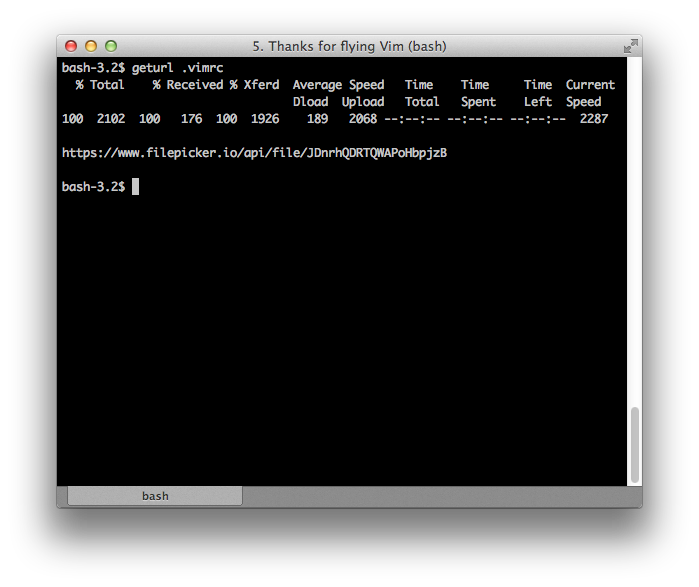 5. Thanks for flying Vim (bash)
bash-3.2$ geturl .vimrc
  % Total    % Received % Xferd  Average Speed   Time    Time     Time  Current
                                 Dload  Upload   Total   Spent    Left  Speed
100  2102  100   176  100  1926    189   2068 --:--:-- --:--:-- --:--:--  2287
https://www.filepicker.io/api/file/JDnrhQDRTQWAPoHbpjzB
bash-3.2$
bash